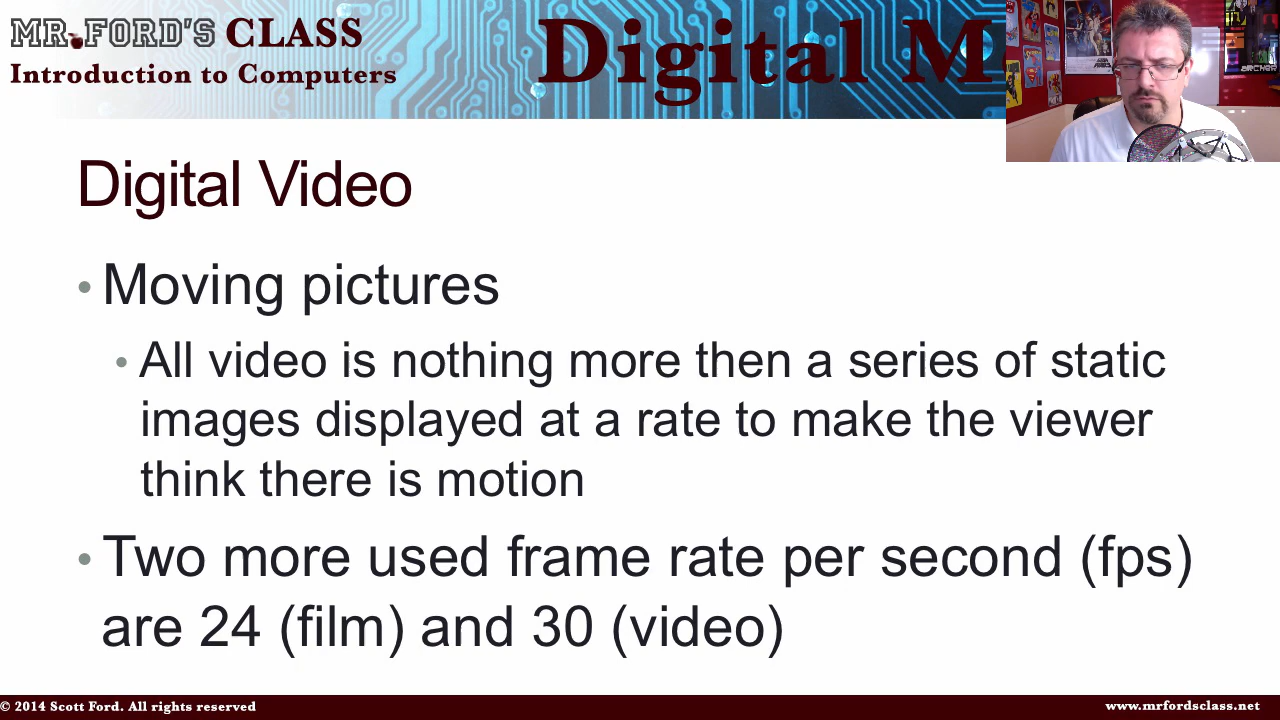 MR. FORD'S CLASS
Introduction to Computers
Digital M
ARCHER
Digital Video
• Moving pictures
• All video is nothing more then a series of static
images displayed at a rate to make the viewer
think there is motion
• Two more used frame rate per second (fps)
are 24 (film) and 30 (video)
© 2014 Scott Ford. All rights reserved
www.mrfordsclass.net